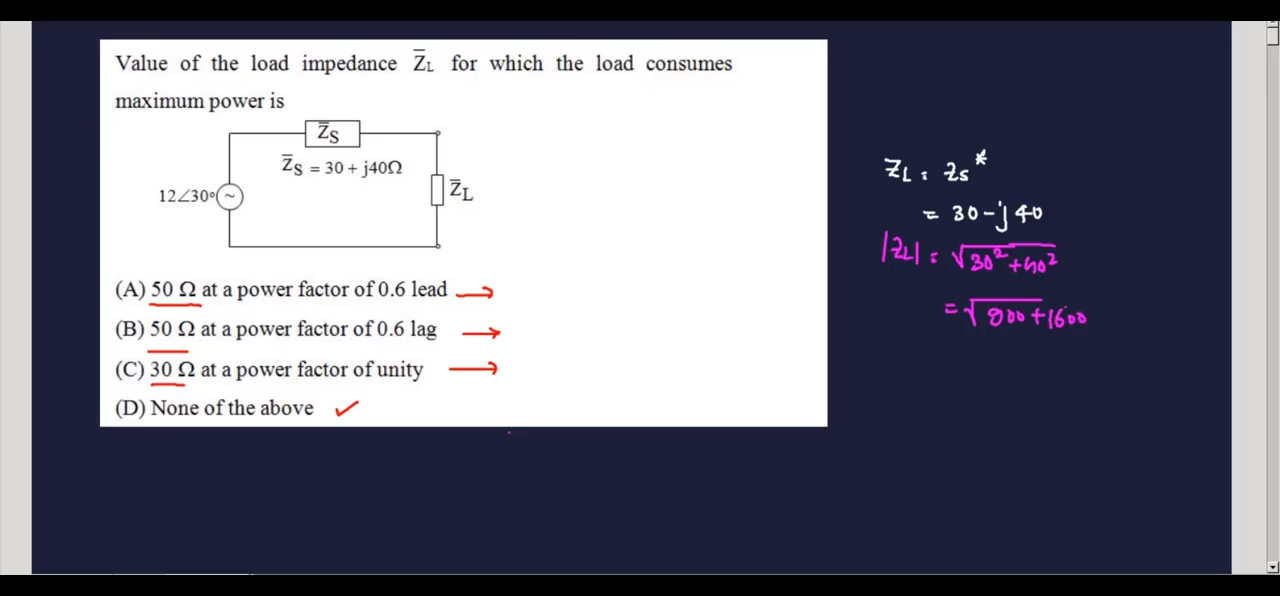 Value of the load impedance Z̅L for which the load consumes
maximum power is
Z̅S
Z̅S = 30 + j40Ω
12∠30°
~
Z̅L
(A) 50 Ω at a power factor of 0.6 lead
(B) 50 Ω at a power factor of 0.6 lag
(C) 30 Ω at a power factor of unity
(D) None of the above
ZL = Zs*
= 30 - j40
|ZL| = √30² + 40²
= √800 + 1600